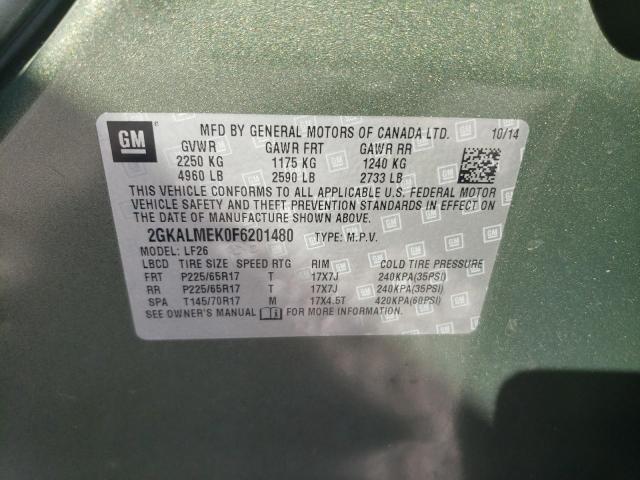 GM
MFD BY GENERAL MOTORS OF CANADA LTD. 10/14
GVWR GAWR FRT GAWR RR
2250 KG 1175 KG 1240 KG
4960 LB 2590 LB 2733 LB
THIS VEHICLE CONFORMS TO ALL APPLICABLE U.S. FEDERAL MOTOR
VEHICLE SAFETY AND THEFT PREVENTION STANDARDS IN EFFECT ON
THE DATE OF MANUFACTURE SHOWN ABOVE.
2GKALMEK0F6201480 TYPE: M.P.V.
MODEL: LF26
LBCD TIRE SIZE SPEED RTG RIM COLD TIRE PRESSURE
FRT P225/65R17 T 17X7J 240KPA(35PSI)
RR P225/65R17 T 17X7J 240KPA(35PSI)
SPA T145/70R17 M 17X4.5T 420KPA(60PSI)
SEE OWNER'S MANUAL FOR MORE INFORMATION.